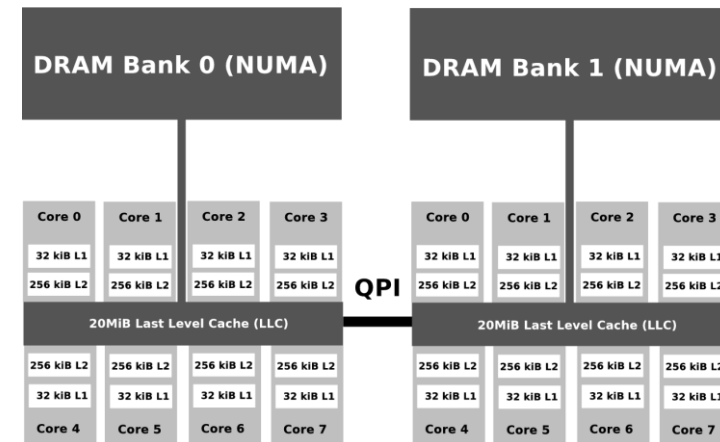 DRAM Bank 0 (NUMA)
DRAM Bank 1 (NUMA)
Core 0 Core 1 Core 2 Core 3
32 kiB L1 32 kiB L1 32 kiB L1 32 kiB L1
256 kiB L2 256 kiB L2 256 kiB L2 256 kiB L2
20MiB Last Level Cache (LLC)
256 kiB L2 256 kiB L2 256 kiB L2 256 kiB L2
32 kiB L1 32 kiB L1 32 kiB L1 32 kiB L1
Core 4 Core 5 Core 6 Core 7
QPI
Core 0 Core 1 Core 2 Core 3
32 kiB L1 32 kiB L1 32 kiB L1 32 kiB L1
256 kiB L2 256 kiB L2 256 kiB L2 256 kiB L2
20MiB Last Level Cache (LLC)
256 kiB L2 256 kiB L2 256 kiB L2 256 kiB L2
32 kiB L1 32 kiB L1 32 kiB L1 32 kiB L1
Core 4 Core 5 Core 6 Core 7